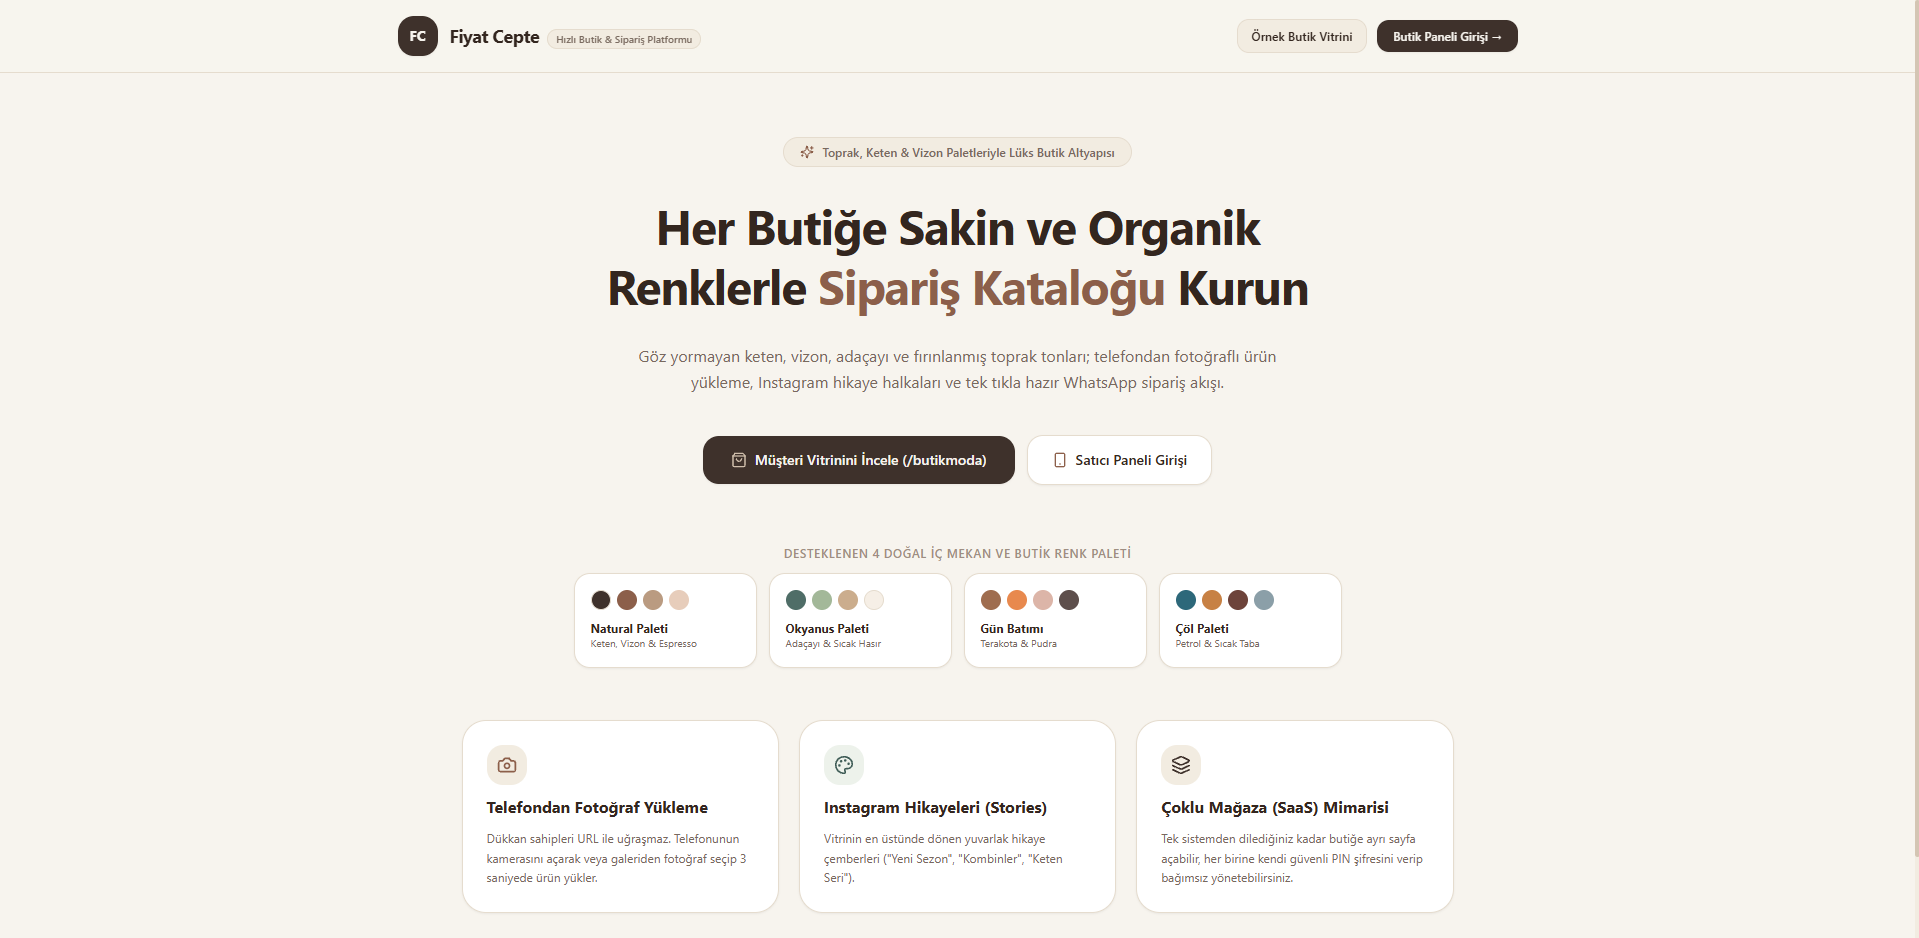 FC
Fiyat Cepte
Hızlı Butik & Sipariş Platformu
Örnek Butik Vitrini
Butik Paneli Girişi →
Toprak, Keten & Vizon Paletleriyle Lüks Butik Altyapısı
Her Butiğe Sakin ve Organik
Renklerle Sipariş Kataloğu Kurun
Göz yormayan keten, vizon, adaçayı ve fırınlanmış toprak tonları; telefondan fotoğraflı ürün
yükleme, Instagram hikaye halkaları ve tek tıkla hazır WhatsApp sipariş akışı.
Müşteri Vitrinini İncele (/butikmoda)
Satıcı Paneli Girişi
DESTEKLENEN 4 DOĞAL İÇ MEKAN VE BUTİK RENK PALETİ
Natural Paleti
Keten, Vizon & Espresso
Okyanus Paleti
Adaçayı & Sıcak Hasır
Gün Batımı
Terakota & Pudra
Çöl Paleti
Petrol & Sıcak Taba
Telefondan Fotoğraf Yükleme
Dükkan sahipleri URL ile uğraşmaz. Telefonunun
kamerasını açarak veya galeriden fotoğraf seçip 3
saniyede ürün yükler.
Instagram Hikayeleri (Stories)
Vitrinin en üstünde dönen yuvarlak hikaye
çemberleri ("Yeni Sezon", "Kombinler", "Keten
Seri").
Çoklu Mağaza (SaaS) Mimarisi
Tek sistemden dilediğiniz kadar butiğe ayrı sayfa
açabilir, her birine kendi güvenli PIN şifresini verip
bağımsız yönetebilirsiniz.